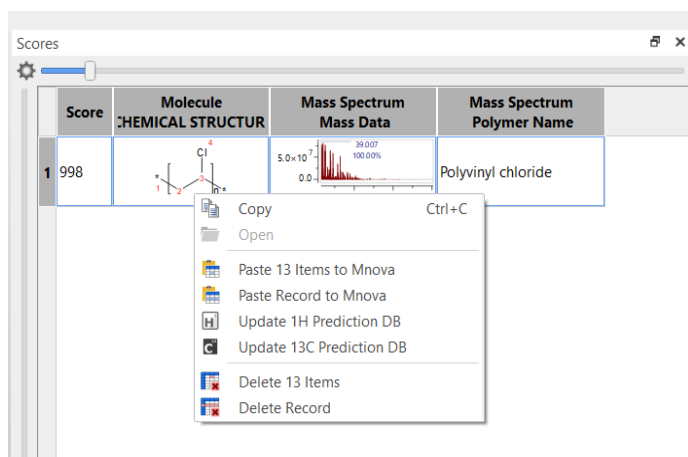 Scores
Score
Molecule
CHEMICAL STRUCTUR
Mass Spectrum
Mass Data
Mass Spectrum
Polymer Name
1
998
Cl
4
*
1
2
3
n
*
5.0×10⁷
0.0
39.007
100.00%
Polyvinyl chloride
Copy Ctrl+C
Open
Paste 13 Items to Mnova
Paste Record to Mnova
H Update 1H Prediction DB
C Update 13C Prediction DB
Delete 13 Items
Delete Record